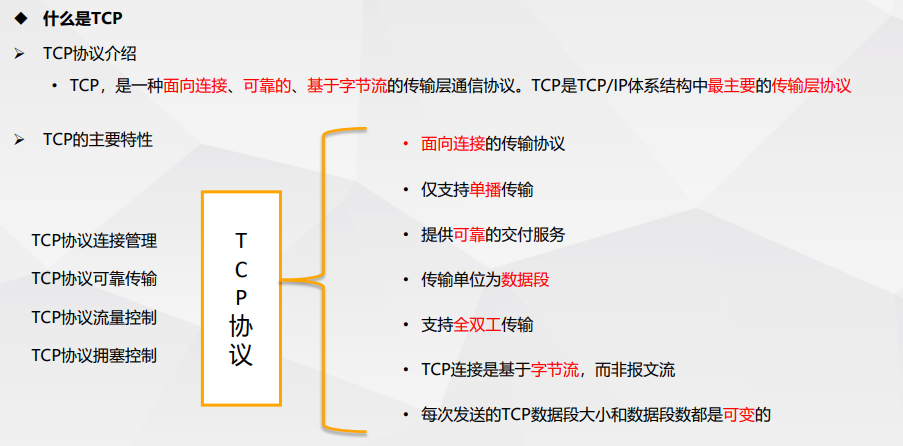 什么是TCP
TCP协议介绍
TCP，是一种面向连接、可靠的、基于字节流的传输层通信协议。TCP是TCP/IP体系结构中最主要的传输层协议
TCP的主要特性
TCP协议连接管理
TCP协议可靠传输
TCP协议流量控制
TCP协议拥塞控制
T
C
P
协
议
面向连接的传输协议
仅支持单播传输
提供可靠的交付服务
传输单位为数据段
支持全双工传输
TCP连接是基于字节流，而非报文流
每次发送的TCP数据段大小和数据段数都是可变的